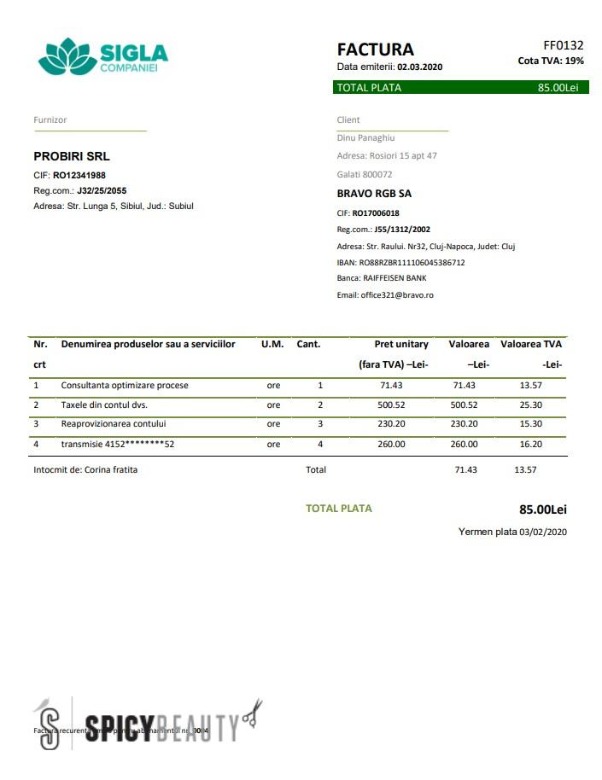 SIGLA
COMPANIEI
FACTURA
FF0132
Data emiterii: 02.03.2020
Cota TVA: 19%
TOTAL PLATA 85.00Lei
Furnizor
PROBIRI SRL
CIF: RO12341988
Reg.com.: J32/25/2055
Adresa: Str. Lunga 5, Sibiul, Jud.: Subiul
Client
Dinu Panaghiu
Adresa: Rosiori 15 apt 47
Galati 800072
BRAVO RGB SA
CIF: RO17006018
Reg.com.: J55/1312/2002
Adresa: Str. Raului. Nr32, Cluj-Napoca, Judet: Cluj
IBAN: RO88RZBR111106045386712
Banca: RAIFFEISEN BANK
Email: office321@bravo.ro
Nr. Denumirea produselor sau a serviciilor U.M. Cant. Pret unitary Valoarea Valoarea TVA
crt (fara TVA) –Lei- –Lei- -Lei-
1 Consultanta optimizare procese ore 1 71.43 71.43 13.57
2 Taxele din contul dvs. ore 2 500.52 500.52 25.30
3 Reaprovizionarea contului ore 3 230.20 230.20 15.30
4 transmisie 4152********52 ore 4 260.00 260.00 16.20
Intocmit de: Corina fratita Total 71.43 13.57
TOTAL PLATA 85.00Lei
Yermen plata 03/02/2020
SPICYBEAUTY
recurent